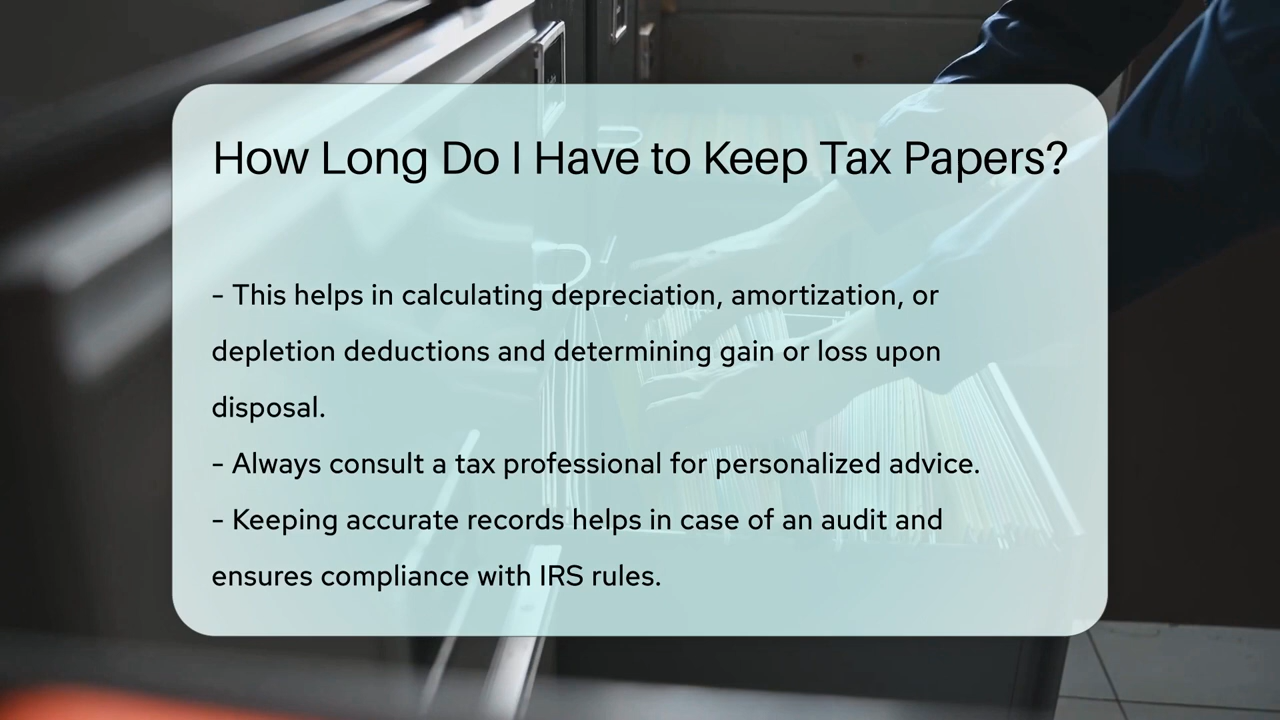 How Long Do I Have to Keep Tax Papers?
– This helps in calculating depreciation, amortization, or
depletion deductions and determining gain or loss upon
disposal.
– Always consult a tax professional for personalized advice.
– Keeping accurate records helps in case of an audit and
ensures compliance with IRS rules.